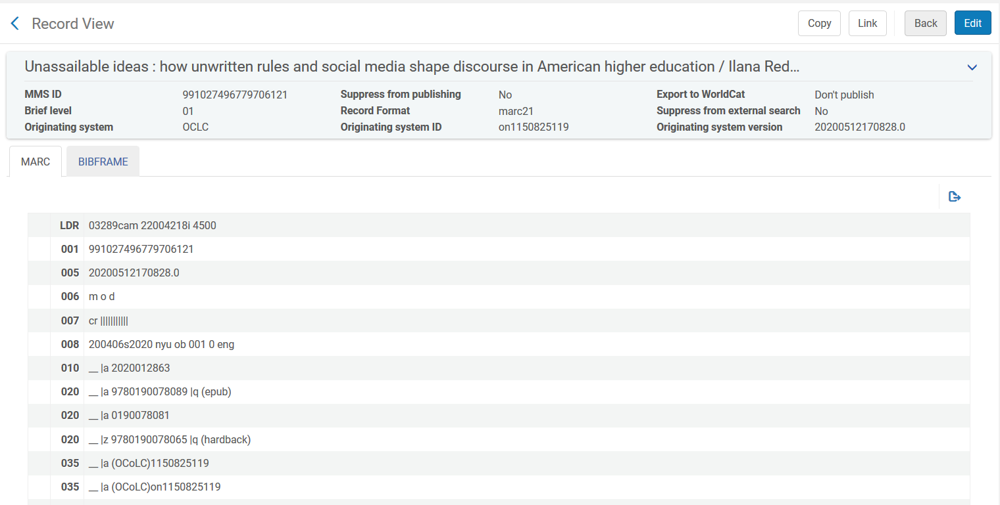 Record View
Copy Link Back Edit
Unassailable ideas : how unwritten rules and social media shape discourse in American higher education / Ilana Red...
MMS ID 991027496779706121 Suppress from publishing No Export to WorldCat Don't publish
Brief level 01 Record Format marc21 Suppress from external search No
Originating system OCLC Originating system ID on1150825119 Originating system version 20200512170828.0
MARC BIBFRAME
LDR 03289cam 22004218i 4500
001 991027496779706121
005 20200512170828.0
006 m o d
007 cr |||||||||||
008 200406s2020 nyu ob 001 0 eng
010 __ |a 2020012863
020 __ |a 9780190078089 |q (epub)
020 __ |a 0190078081
020 __ |z 9780190078065 |q (hardback)
035 __ |a (OCoLC)1150825119
035 __ |a (OCoLC)on1150825119